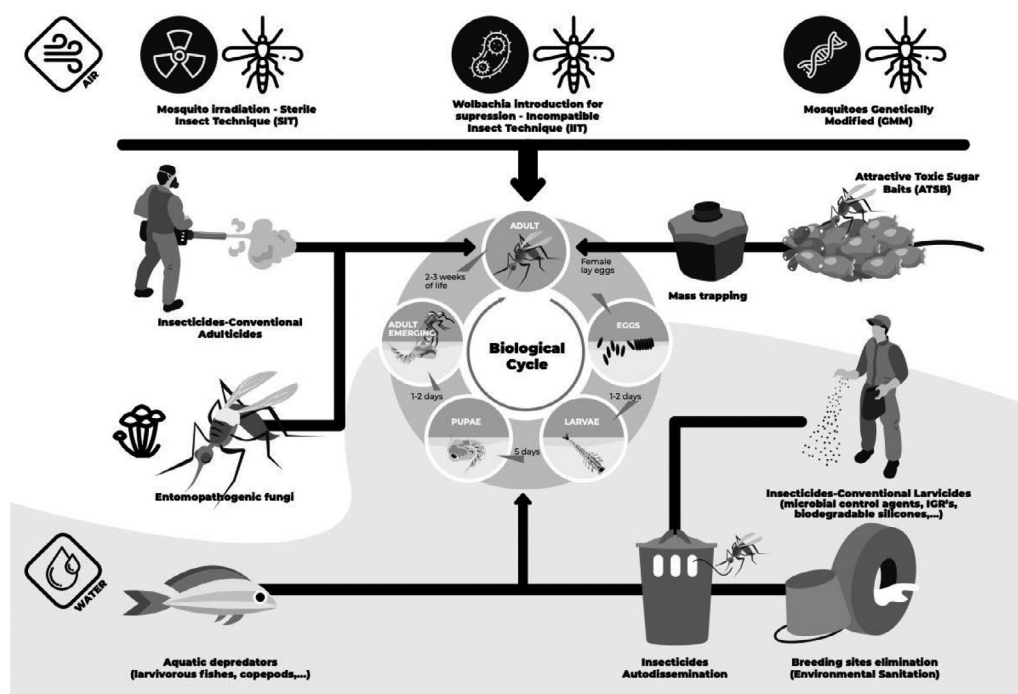 AIR
Mosquito irradiation - Sterile
Insect Technique (SIT)
Wolbachia introduction for
supression - Incompatible
Insect Technique (IIT)
Mosquitoes Genetically
Modified (GMM)
Attractive Toxic Sugar
Baits (ATSB)
ADULT
2-3 weeks
of life
Female
lay eggs
Mass trapping
Insecticides-Conventional
Adulticides
ADULT
EMERGING
EGGS
Biological
Cycle
1-2 days
1-2 days
PUPAE
LARVAE
5 days
Entomopathogenic fungi
Insecticides-Conventional Larvicides
(microbial control agents, IGR's,
biodegradable silicones,...)
WATER
Aquatic depredators
(larvivorous fishes, copepods,...)
Insecticides
Autodissemination
Breeding sites elimination
(Environmental Sanitation)